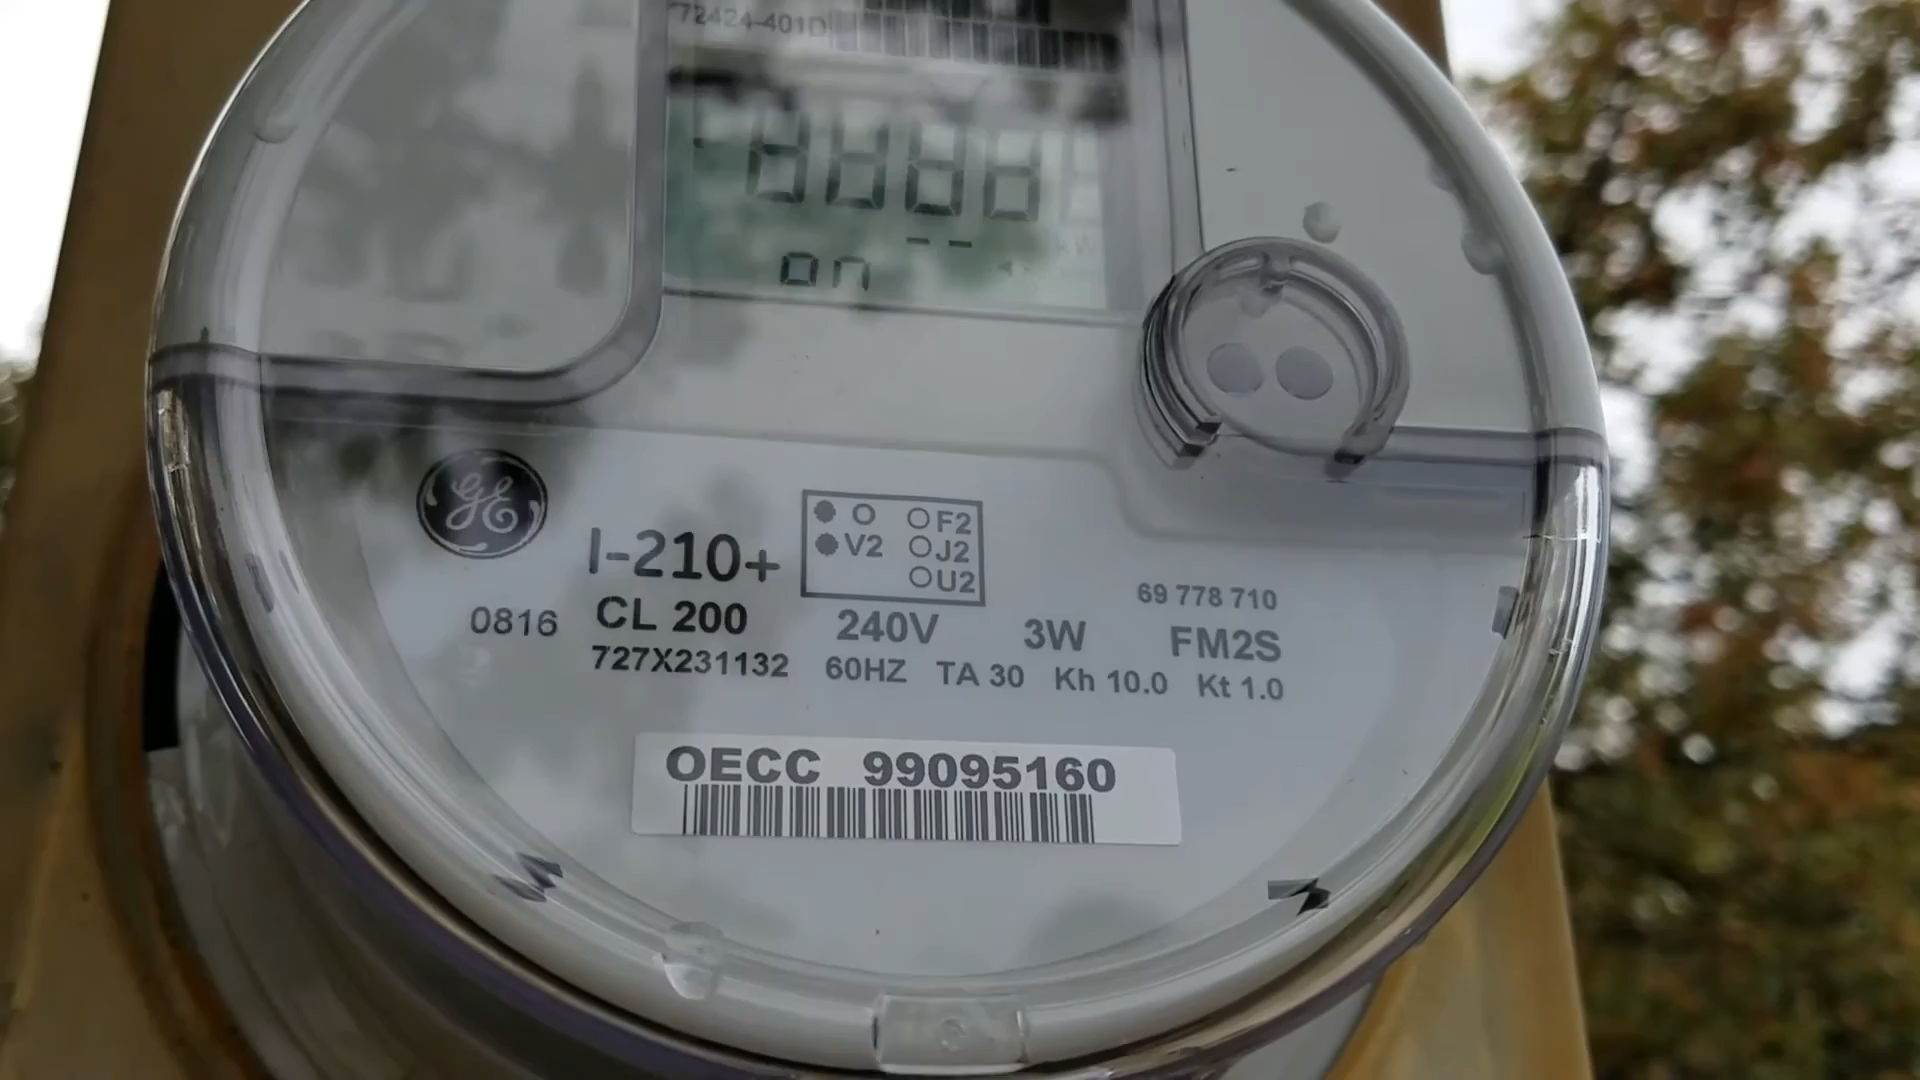 72424-401D
on
GE
I-210+
O F2
V2 J2
U2
69 778 710
0816 CL 200 240V 3W FM2S
727X231132 60HZ TA 30 Kh 10.0 Kt 1.0
OECC 99095160